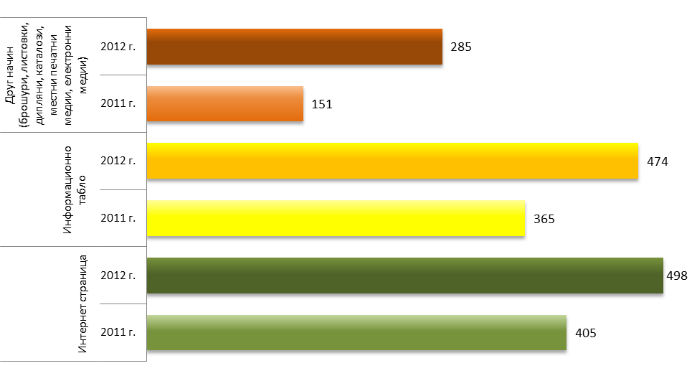 Друг начин
(брошури, листовки,
дипляни, каталози,
местни печатни
медии, електронни
медии)
2012 г.
285
2011 г.
151
Информационно
табло
2012 г.
474
2011 г.
365
Интернет страница
2012 г.
498
2011 г.
405